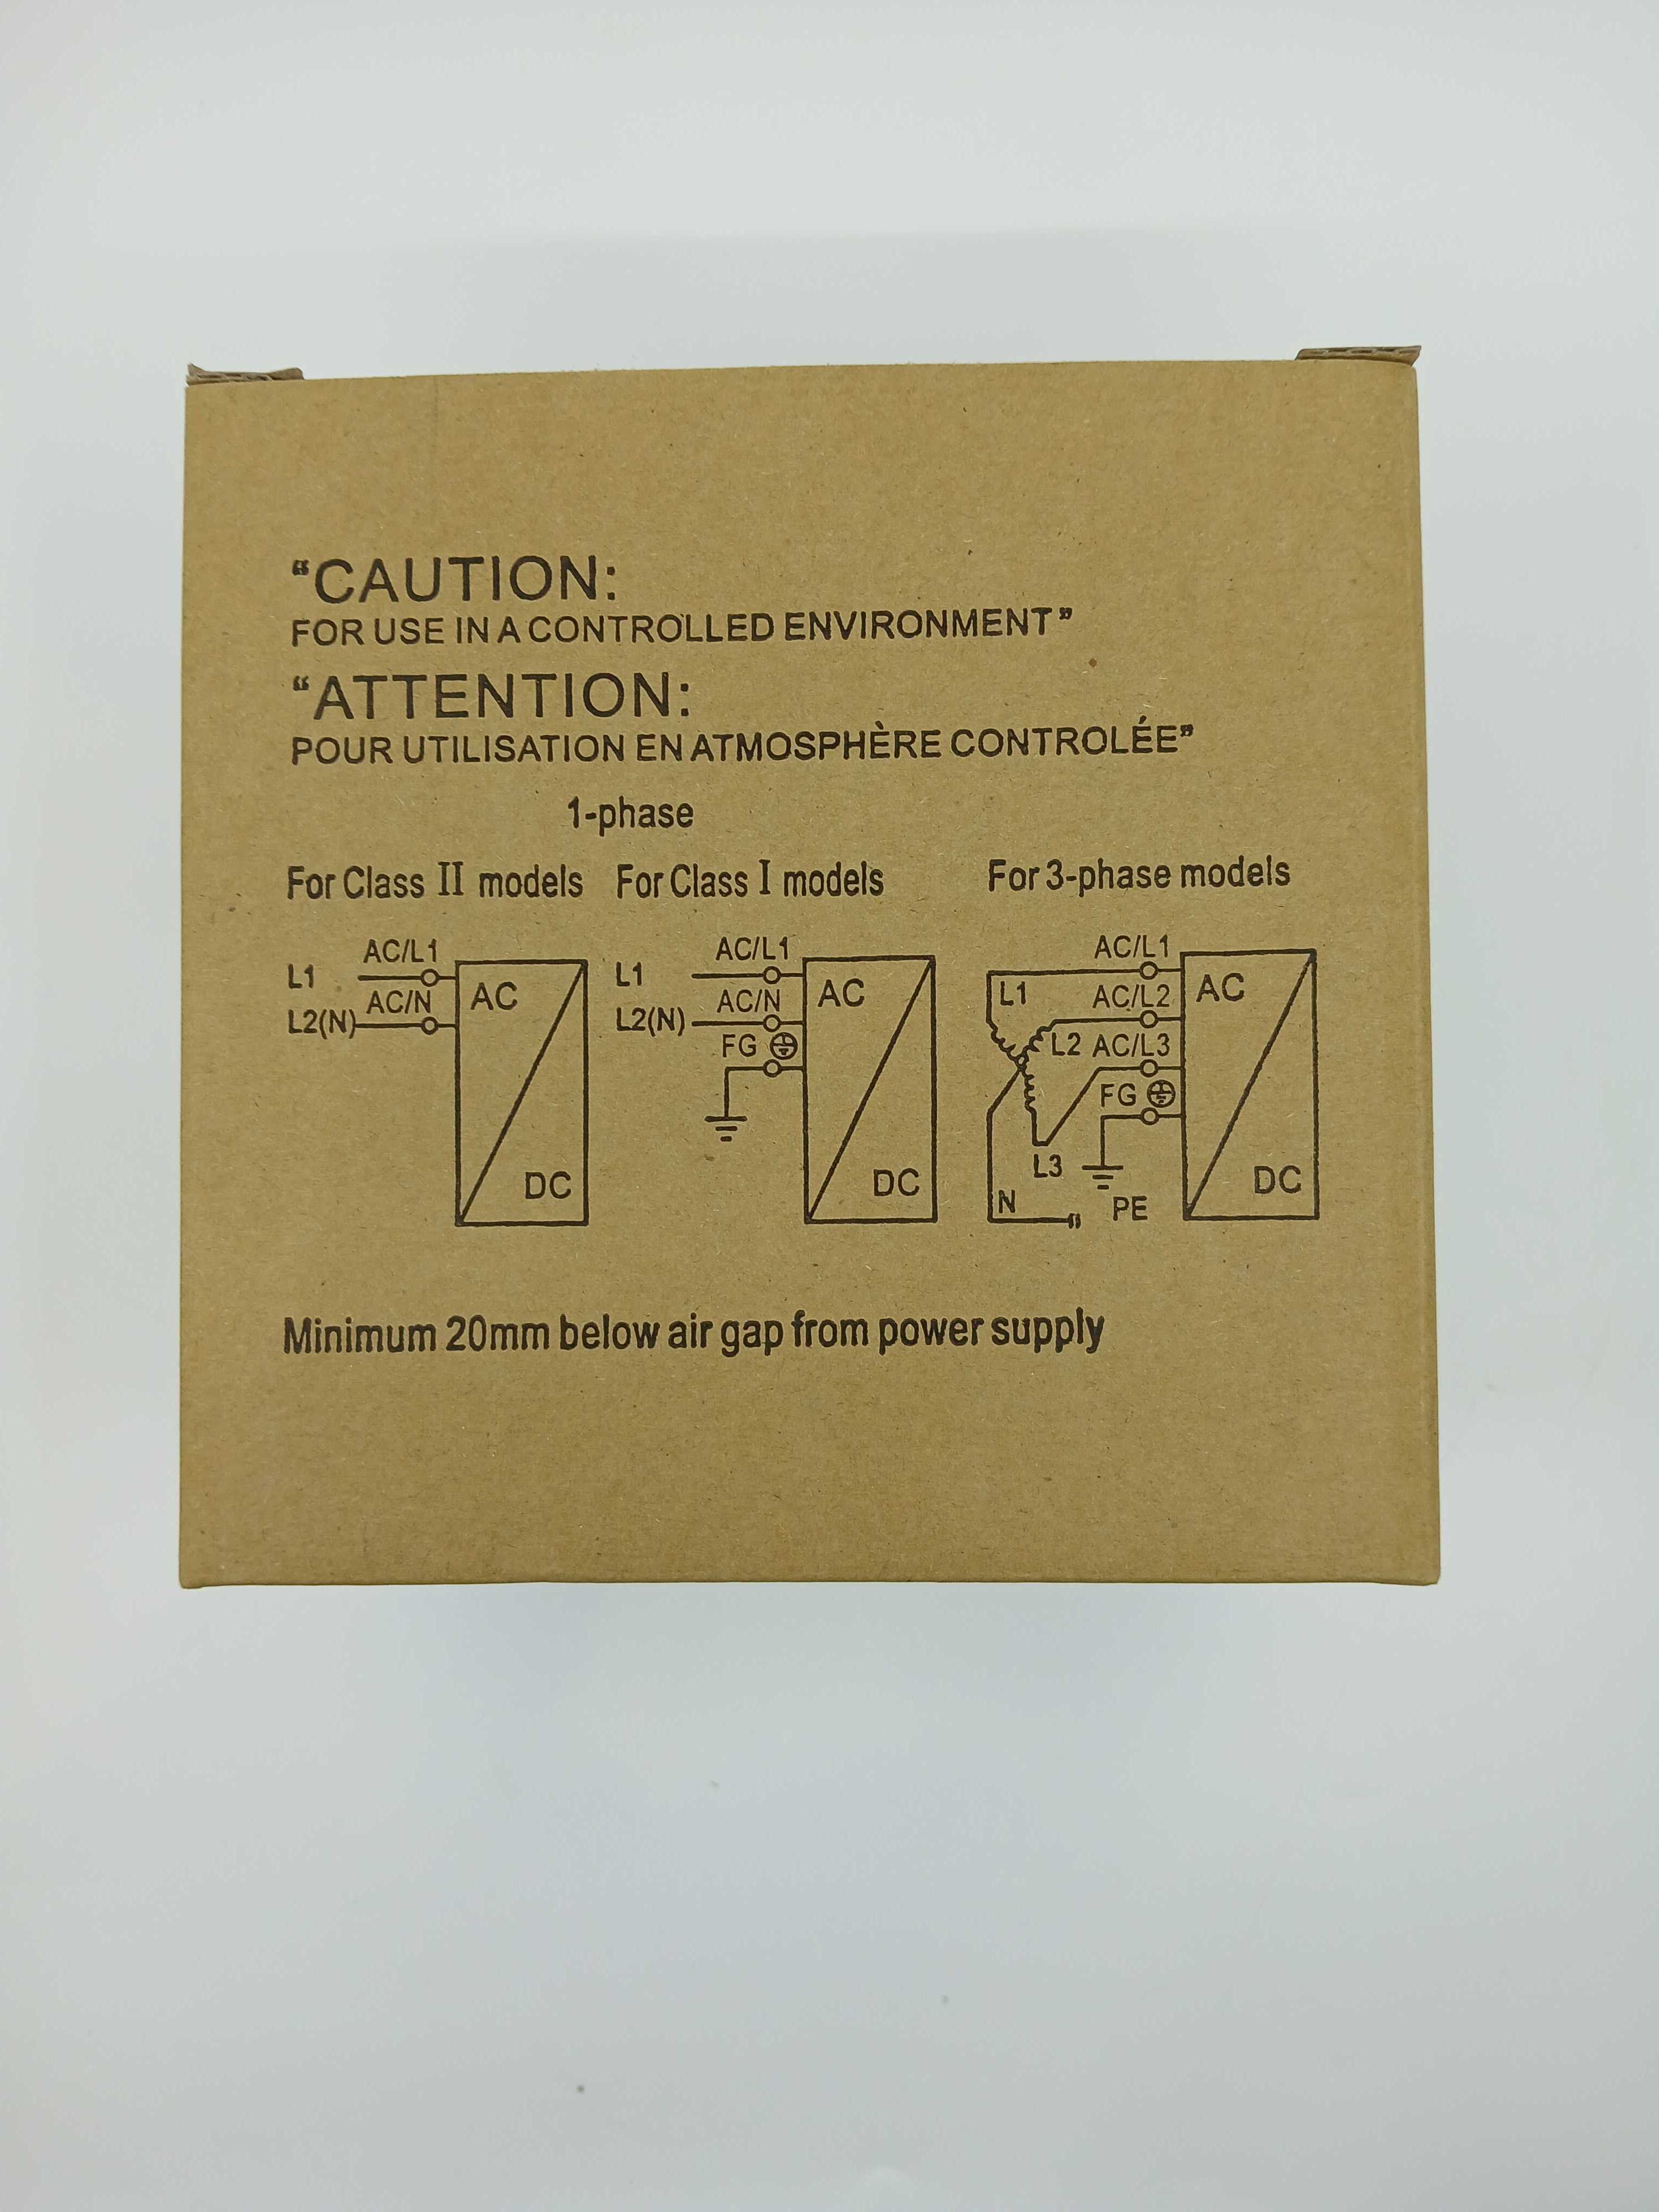 “CAUTION:
FOR USE IN A CONTROLLED ENVIRONMENT”
“ATTENTION:
POUR UTILISATION EN ATMOSPHÈRE CONTROLÉE”
1-phase
For Class II models
For Class I models
For 3-phase models
AC/L1
L1
AC/N
L2(N)
AC
DC
AC/L1
L1
AC/N
L2(N)
FG
AC
DC
AC/L1
L1
AC/L2
L2
AC/L3
FG
L3
N
PE
AC
DC
Minimum 20mm below air gap from power supply